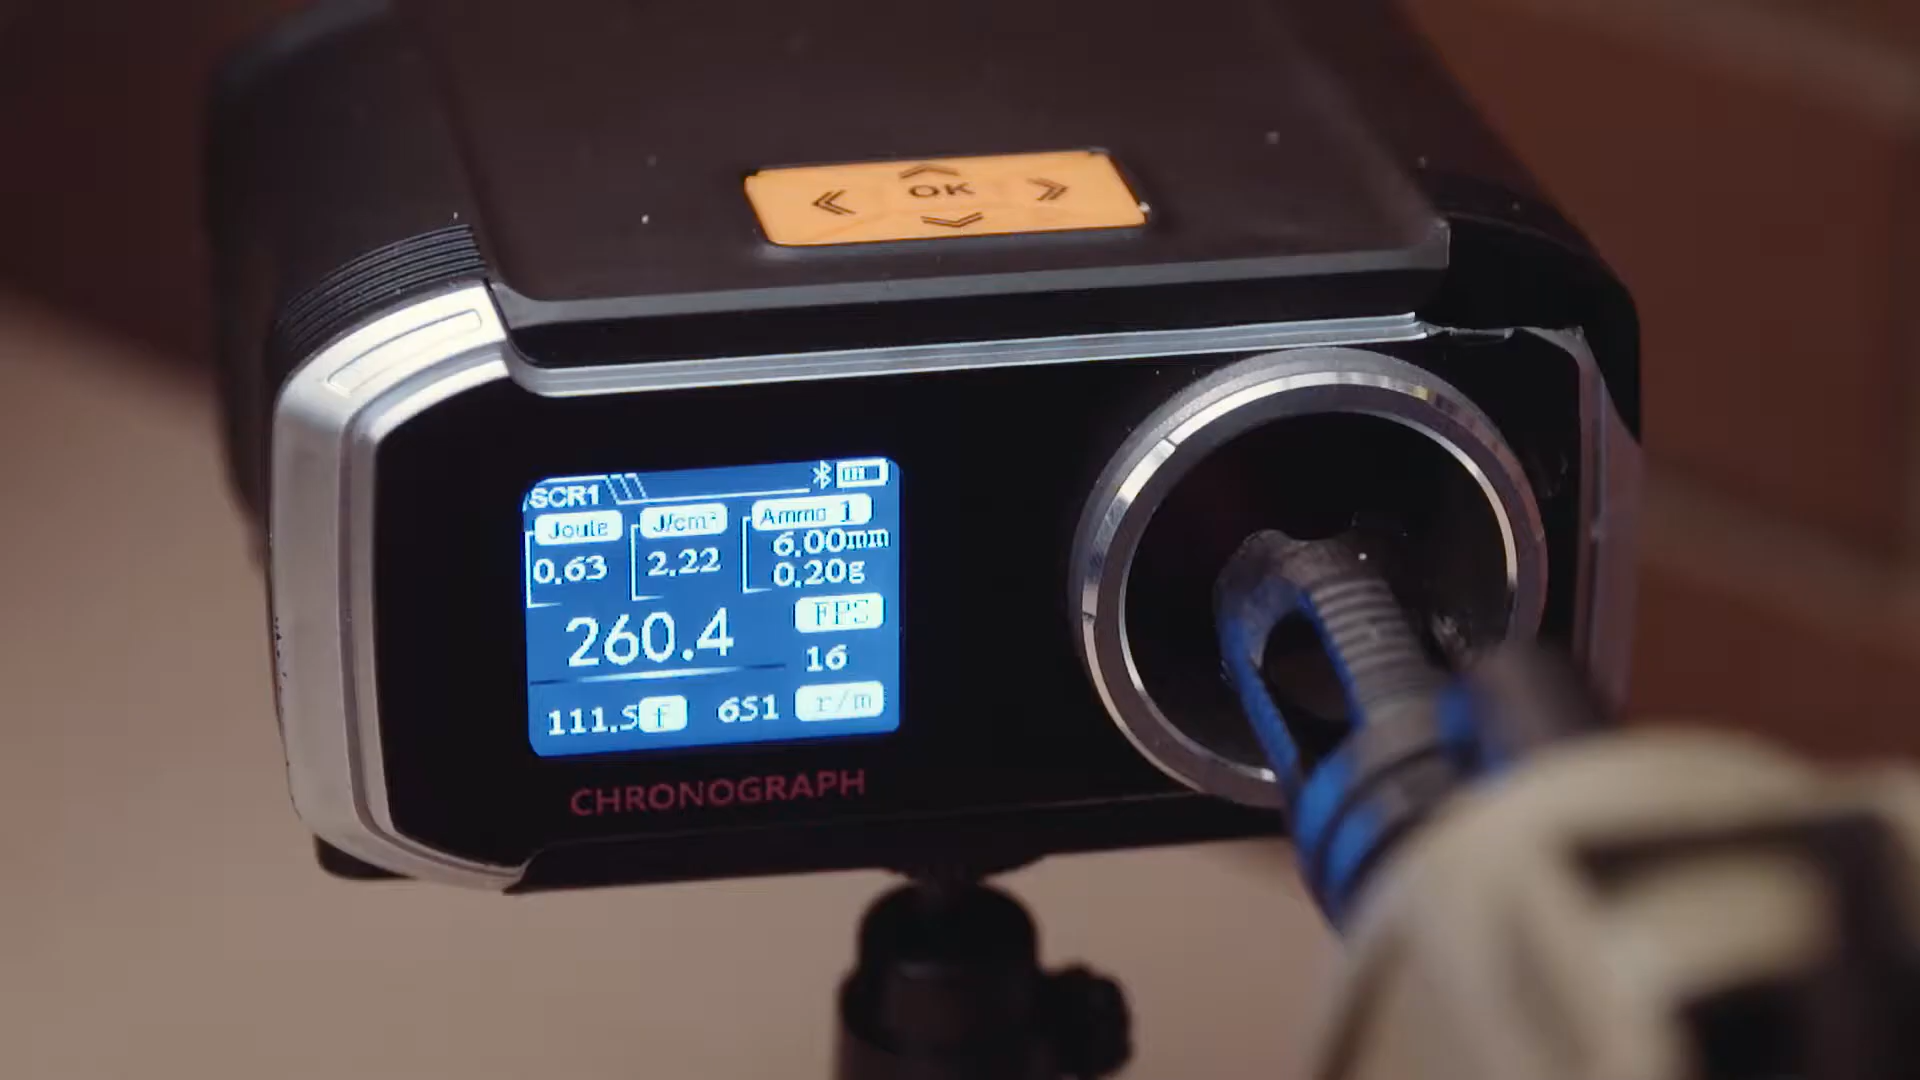 OK
SCR1
Joule J/cm² Ammo 1
0.63 2.22 6.00mm
0.20g
260.4 FPS
16
111.5 f 651 r/m
CHRONOGRAPH